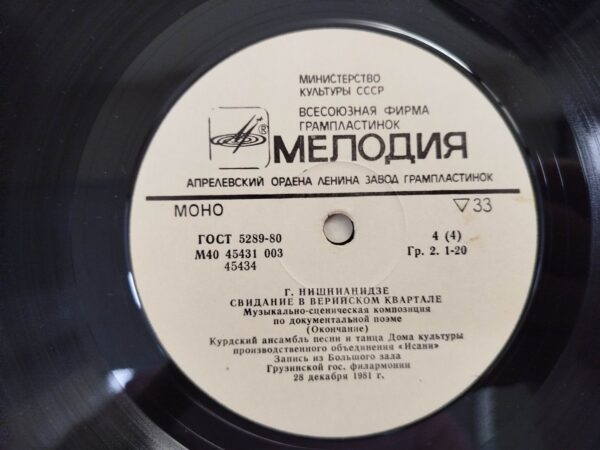 МИНИСТЕРСТВО
КУЛЬТУРЫ СССР
ВСЕСОЮЗНАЯ ФИРМА
ГРАМПЛАСТИНОК
®
МЕЛОДИЯ
АПРЕЛЕВСКИЙ ОРДЕНА ЛЕНИНА ЗАВОД ГРАМПЛАСТИНОК
МОНО ▽33
ГОСТ 5289-80 4 (4)
М40 45431 003 Гр. 2. 1-20
45434
Г. НИШНИАНИДЗЕ
СВИДАНИЕ В ВЕРИЙСКОМ КВАРТАЛЕ
Музыкально-сценическая композиция
по документальной поэме
(Окончание)
Курдский ансамбль песни и танца Дома культуры
производственного объединения «Исани»
Запись из Большого зала
Грузинской гос. филармонии
28 декабря 1981 г.